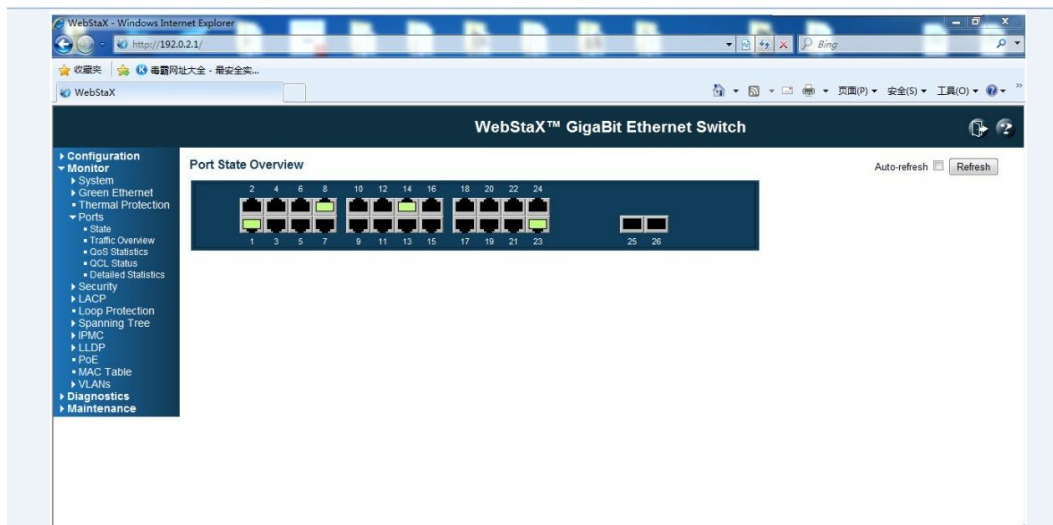 WebStaX - Windows Internet Explorer
http://192.0.2.1/
Bing
收藏夹 毒霸网址大全 - 最安全实...
WebStaX
页面(P) 安全(S) 工具(O)
WebStaX™ GigaBit Ethernet Switch
Configuration
Monitor
System
Green Ethernet
Thermal Protection
Ports
State
Traffic Overview
QoS Statistics
QCL Status
Detailed Statistics
Security
LACP
Loop Protection
Spanning Tree
IPMC
LLDP
PoE
MAC Table
VLANs
Diagnostics
Maintenance
Port State Overview
Auto-refresh Refresh
2 4 6 8 10 12 14 16 18 20 22 24
1 3 5 7 9 11 13 15 17 19 21 23 25 26